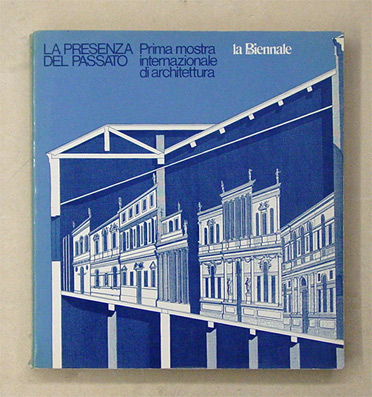 LA PRESENZA
DEL PASSATO
Prima mostra
internazionale
di architettura
la Biennale